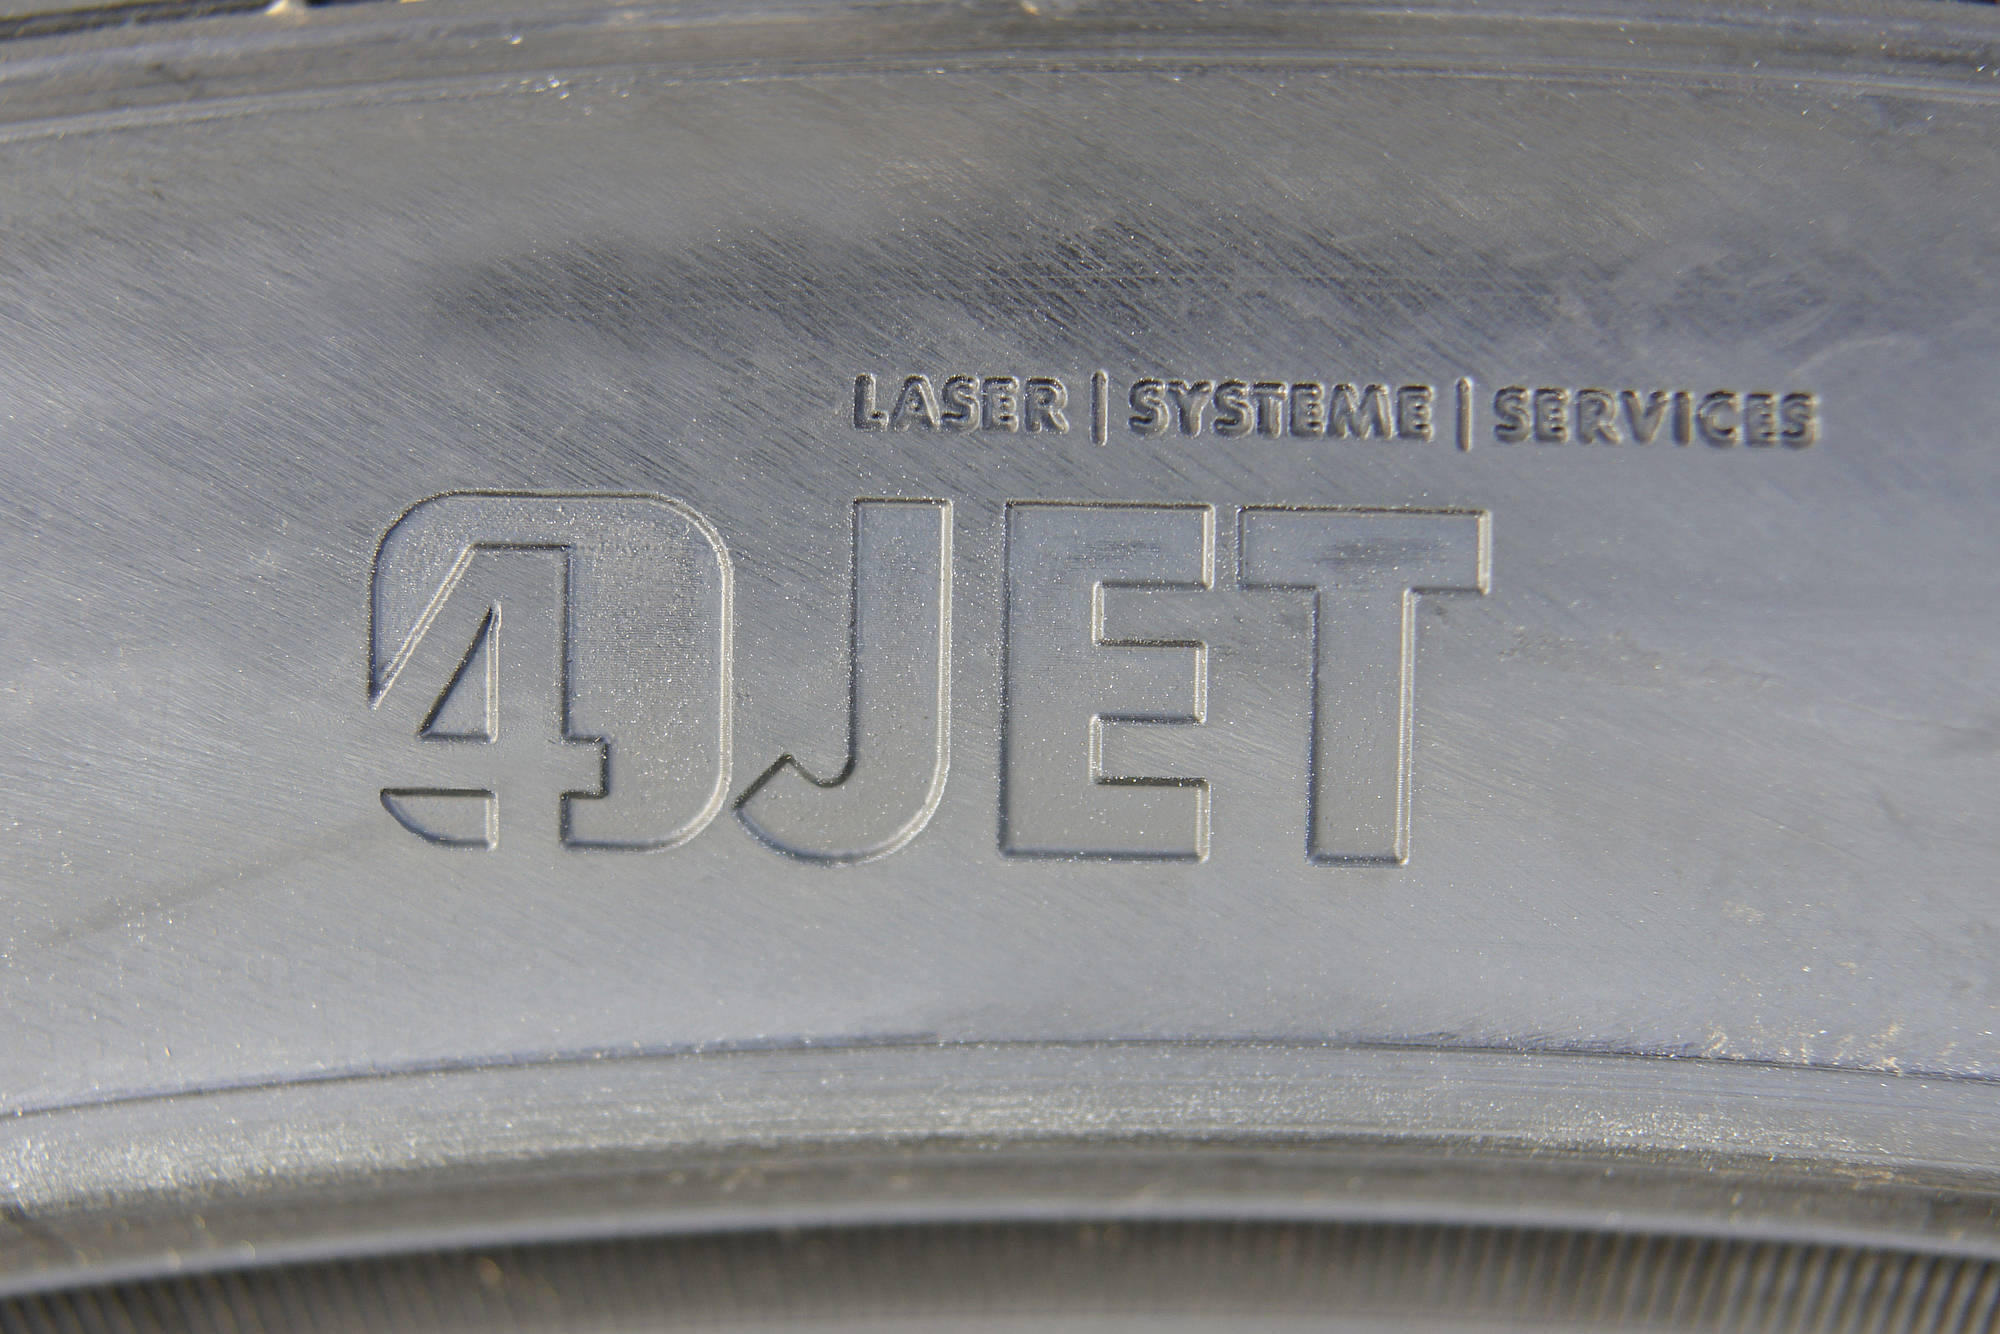 LASER | SYSTEME | SERVICES
4JET